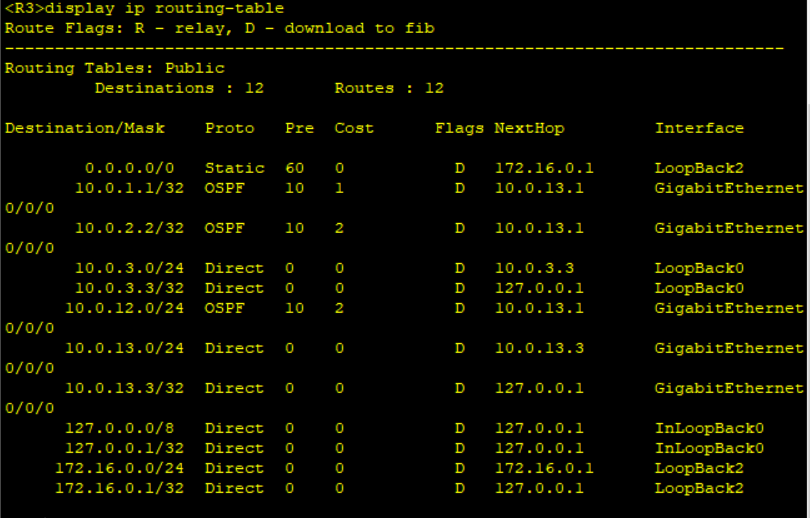 <R3>display ip routing-table
Route Flags: R - relay, D - download to fib
------------------------------------------------------------------------------
Routing Tables: Public
         Destinations : 12       Routes : 12

Destination/Mask    Proto   Pre  Cost      Flags NextHop         Interface

        0.0.0.0/0   Static  60   0           D   172.16.0.1      LoopBack2
       10.0.1.1/32  OSPF    10   1           D   10.0.13.1       GigabitEthernet
0/0/0
       10.0.2.2/32  OSPF    10   2           D   10.0.13.1       GigabitEthernet
0/0/0
       10.0.3.0/24  Direct  0    0           D   10.0.3.3        LoopBack0
       10.0.3.3/32  Direct  0    0           D   127.0.0.1       LoopBack0
      10.0.12.0/24  OSPF    10   2           D   10.0.13.1       GigabitEthernet
0/0/0
      10.0.13.0/24  Direct  0    0           D   10.0.13.3       GigabitEthernet
0/0/0
      10.0.13.3/32  Direct  0    0           D   127.0.0.1       GigabitEthernet
0/0/0
      127.0.0.0/8   Direct  0    0           D   127.0.0.1       InLoopBack0
      127.0.0.1/32  Direct  0    0           D   127.0.0.1       InLoopBack0
     172.16.0.0/24  Direct  0    0           D   172.16.0.1      LoopBack2
     172.16.0.1/32  Direct  0    0           D   127.0.0.1       LoopBack2